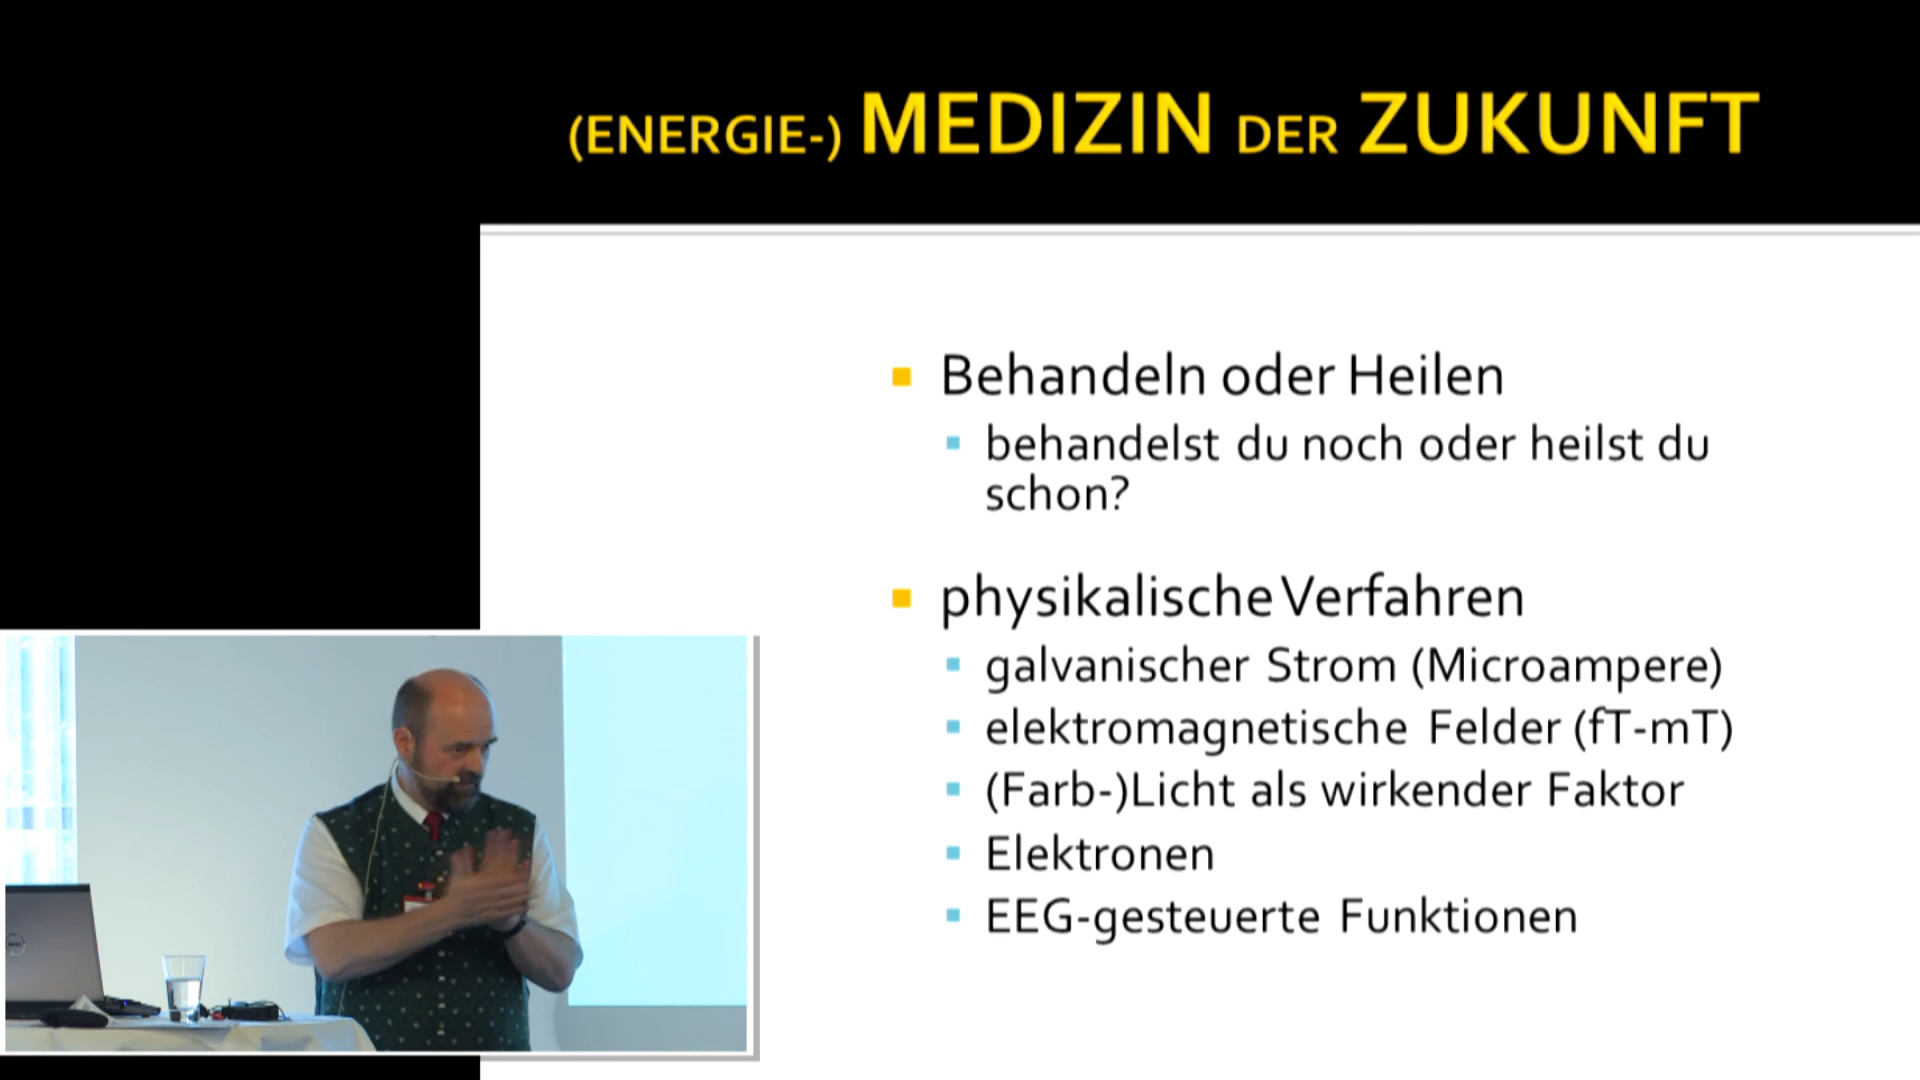 (ENERGIE-) MEDIZIN DER ZUKUNFT
Behandeln oder Heilen
behandelst du noch oder heilst du
schon?
physikalische Verfahren
galvanischer Strom (Microampere)
elektromagnetische Felder (fT-mT)
(Farb-)Licht als wirkender Faktor
Elektronen
EEG-gesteuerte Funktionen